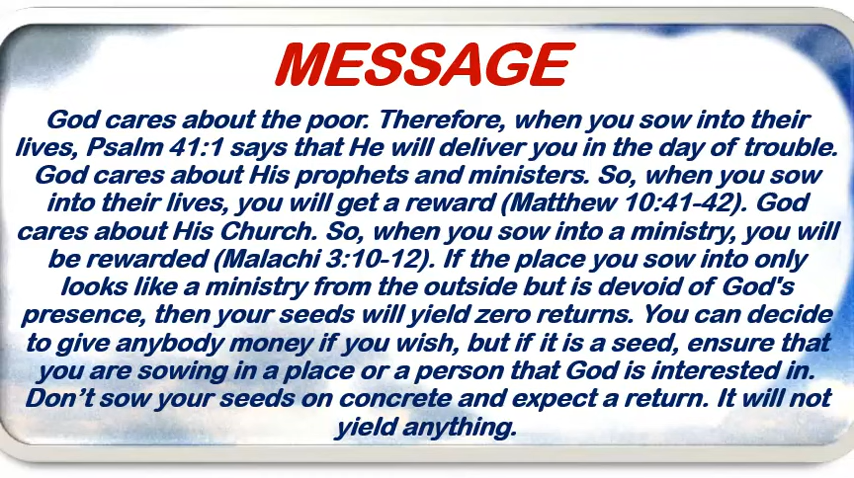 MESSAGE
God cares about the poor. Therefore, when you sow into their
lives, Psalm 41:1 says that He will deliver you in the day of trouble.
God cares about His prophets and ministers. So, when you sow
into their lives, you will get a reward (Matthew 10:41-42). God
cares about His Church. So, when you sow into a ministry, you will
be rewarded (Malachi 3:10-12). If the place you sow into only
looks like a ministry from the outside but is devoid of God's
presence, then your seeds will yield zero returns. You can decide
to give anybody money if you wish, but if it is a seed, ensure that
you are sowing in a place or a person that God is interested in.
Don’t sow your seeds on concrete and expect a return. It will not
yield anything.